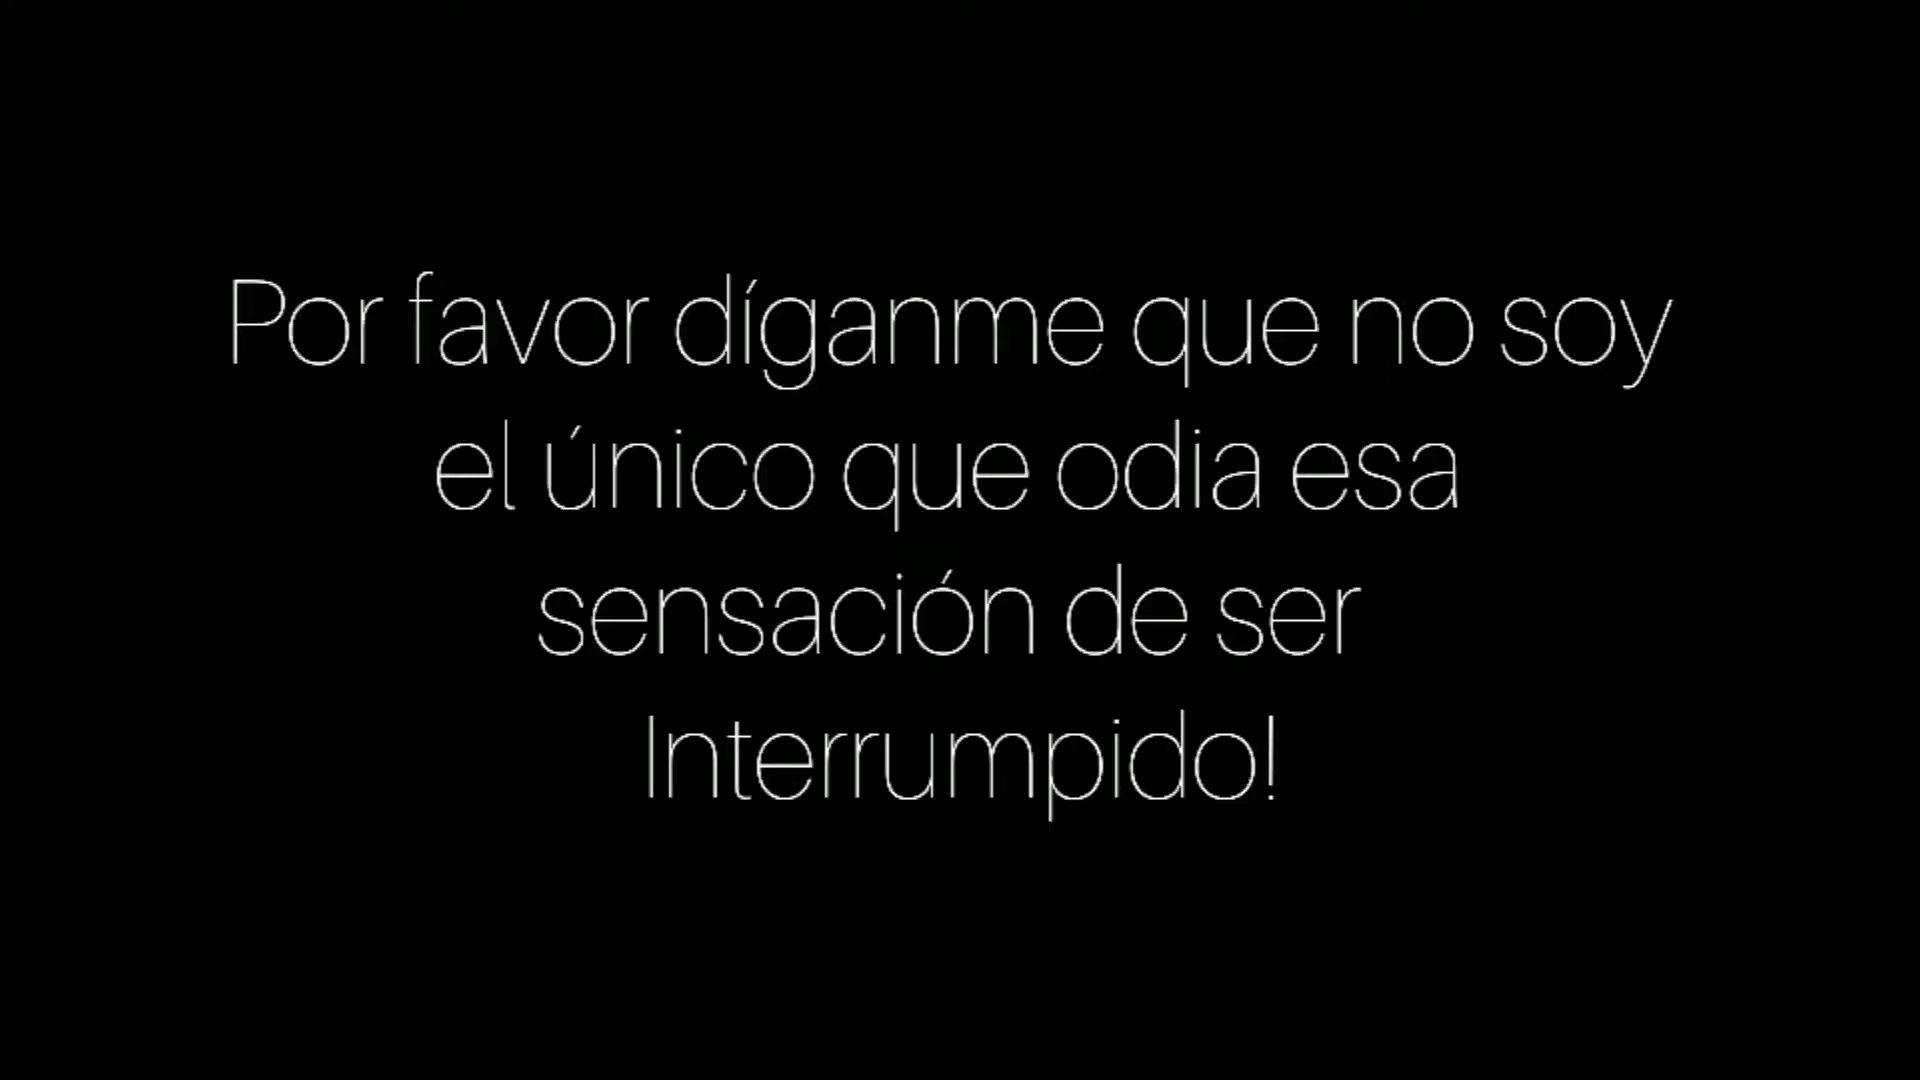 Por favor díganme que no soy
el único que odia esa
sensación de ser
Interrumpido!